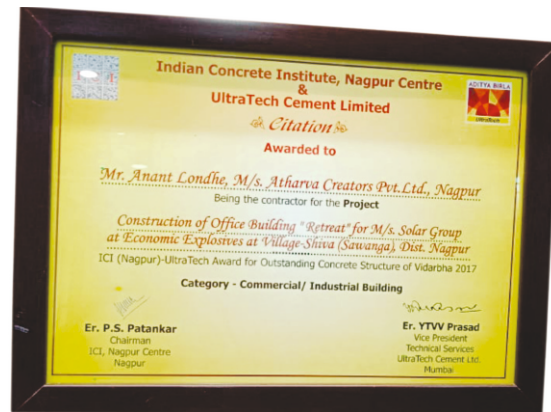 Indian Concrete Institute, Nagpur Centre
&
UltraTech Cement Limited
Citation
Awarded to
Mr. Anant Londhe, M/s. Atharva Creators Pvt.Ltd., Nagpur
Being the contractor for the Project
Construction of Office Building "Retreat" for M/s. Solar Group
at Economic Explosives at Village-Shiva (Sawanga), Dist. Nagpur
ICI (Nagpur)-UltraTech Award for Outstanding Concrete Structure of Vidarbha 2017
Category - Commercial/ Industrial Building
Er. P.S. Patankar
Chairman
ICI, Nagpur Centre
Nagpur
Er. YTVV Prasad
Vice President
Technical Services
UltraTech Cement Ltd.
Mumbai
ADITYA BIRLA
UltraTech